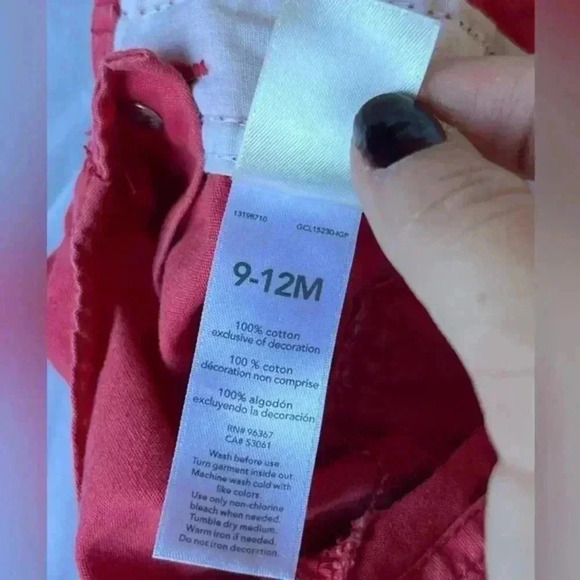 13198710 GCL15230-IGP
9-12M
100% cotton
exclusive of decoration
100 % coton
décoration non comprise
100% algodón
excluyendo la decoración
RN# 96367
CA# 53061
Wash before use.
Turn garment inside out.
Machine wash cold with
like colors.
Use only non-chlorine
bleach when needed.
Tumble dry medium.
Warm iron if needed.
Do not iron decoration.